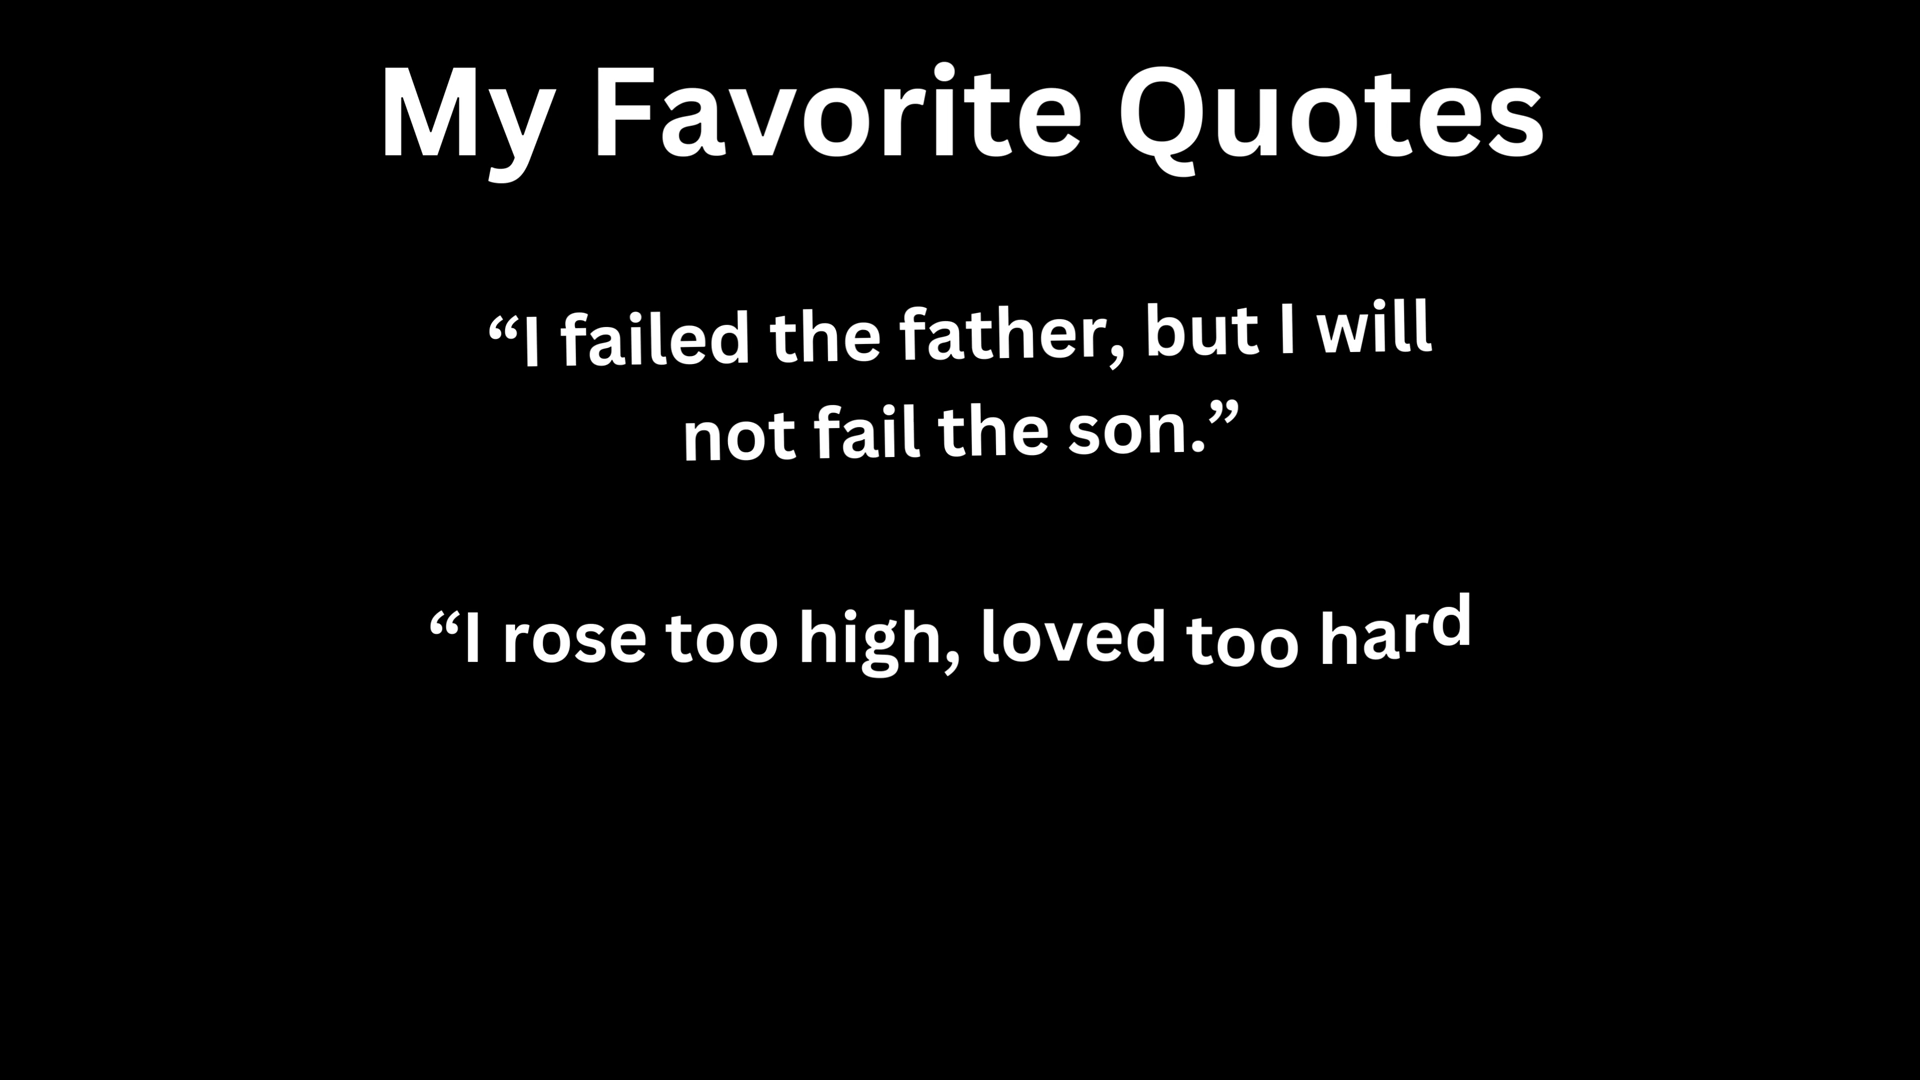 My Favorite Quotes
“I failed the father, but I will
not fail the son.”
“I rose too high, loved too hard